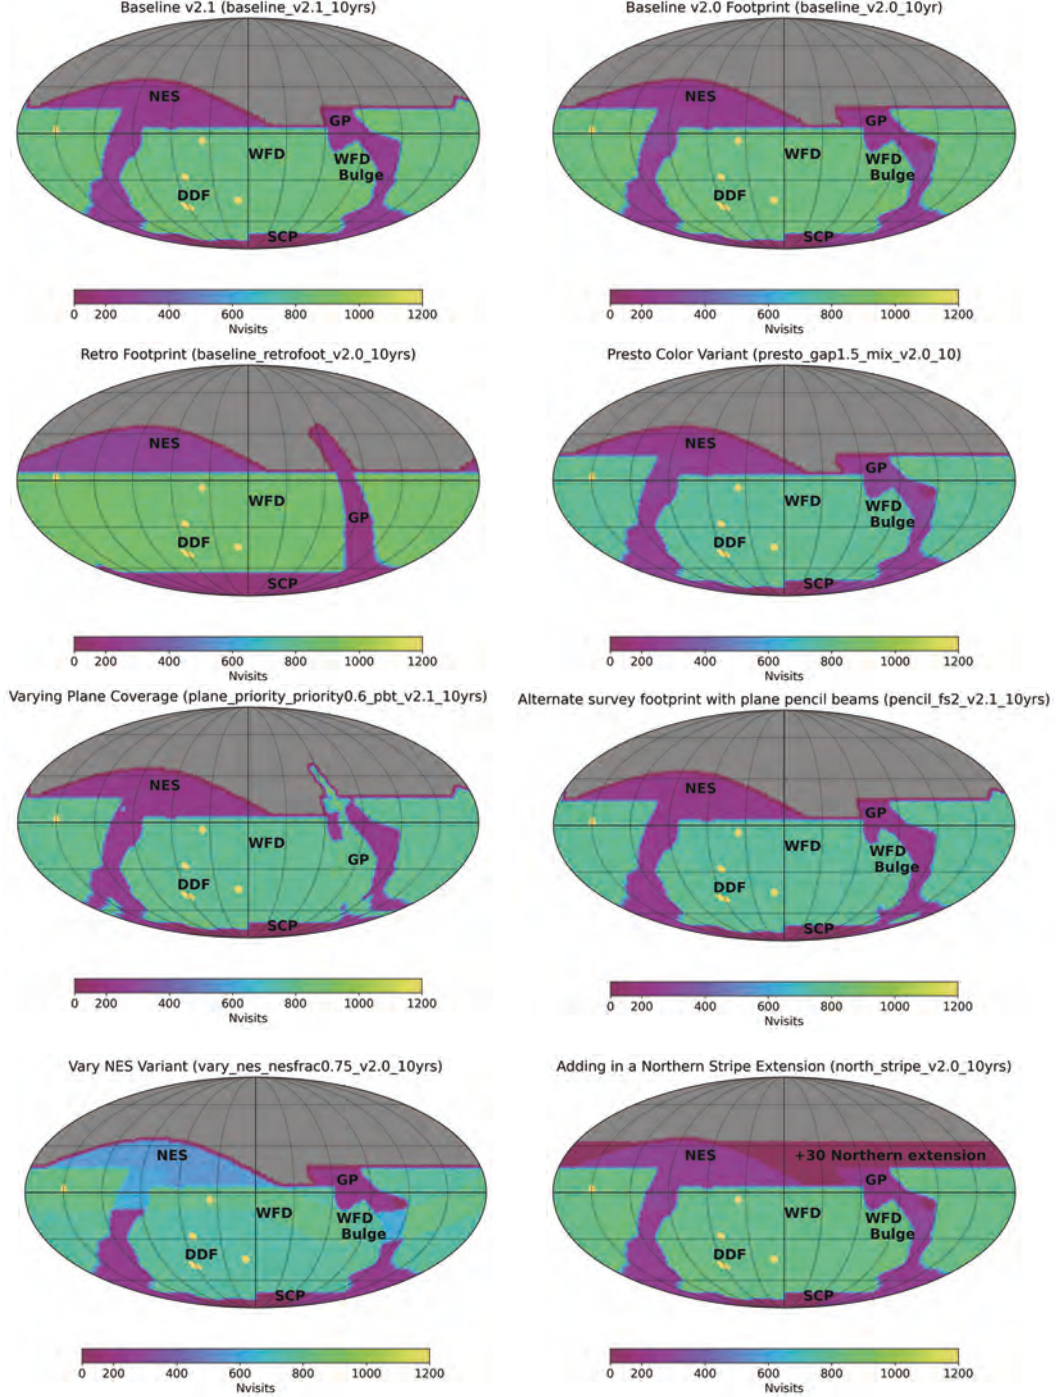 Baseline v2.1 (baseline_v2.1_10yrs)
NES
GP
WFD
WFD
Bulge
DDF
SCP
0 200 400 600 800 1000 1200
Nvisits
Baseline v2.0 Footprint (baseline_v2.0_10yr)
NES
GP
WFD
WFD
Bulge
DDF
SCP
0 200 400 600 800 1000 1200
Nvisits
Retro Footprint (baseline_retrofoot_v2.0_10yrs)
NES
WFD
GP
DDF
SCP
0 200 400 600 800 1000 1200
Nvisits
Presto Color Variant (presto_gap1.5_mix_v2.0_10)
NES
GP
WFD
WFD
Bulge
DDF
SCP
0 200 400 600 800 1000 1200
Nvisits
Varying Plane Coverage (plane_priority_priority0.6_pbt_v2.1_10yrs)
NES
WFD
GP
DDF
SCP
0 200 400 600 800 1000 1200
Nvisits
Alternate survey footprint with plane pencil beams (pencil_fs2_v2.1_10yrs)
NES
GP
WFD
WFD
Bulge
DDF
SCP
0 200 400 600 800 1000 1200
Nvisits
Vary NES Variant (vary_nes_nesfrac0.75_v2.0_10yrs)
NES
GP
WFD
WFD
Bulge
DDF
SCP
0 200 400 600 800 1000 1200
Nvisits
Adding in a Northern Stripe Extension (north_stripe_v2.0_10yrs)
NES
+30 Northern extension
GP
WFD
WFD
Bulge
DDF
SCP
0 200 400 600 800 1000 1200
Nvisits